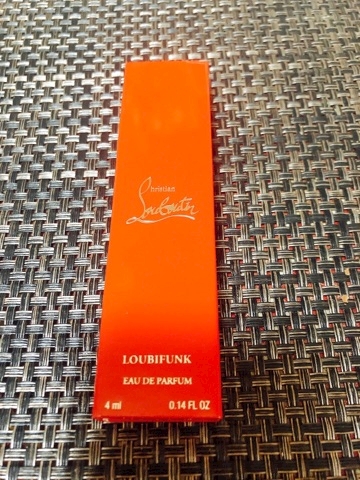 Christian
Louboutin
LOUBIFUNK
EAU DE PARFUM
4 ml 0.14 FL OZ